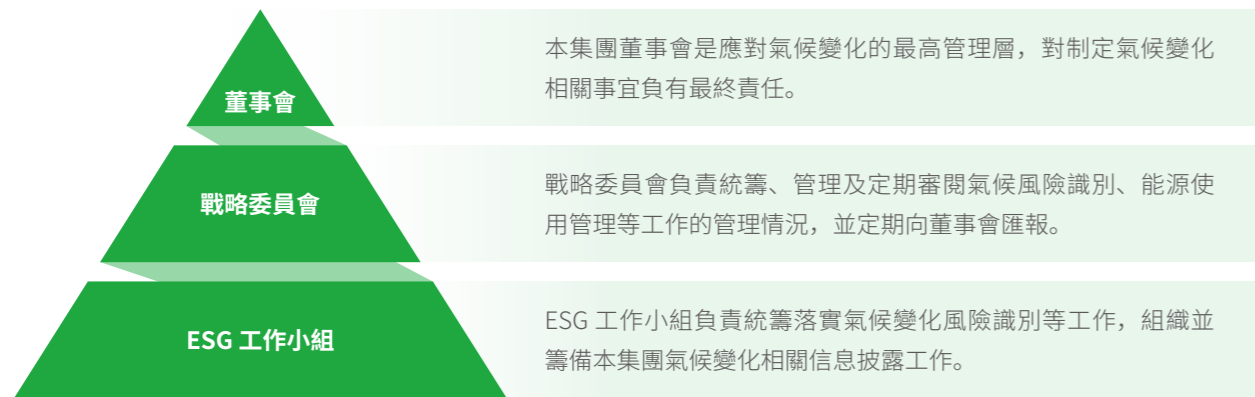 董事會
本集團董事會是應對氣候變化的最高管理層，對制定氣候變化
相關事宜負有最終責任。
戰略委員會
戰略委員會負責統籌、管理及定期審閱氣候風險識別、能源使
用管理等工作的管理情況，並定期向董事會匯報。
ESG 工作小組
ESG 工作小組負責統籌落實氣候變化風險識別等工作，組織並
籌備本集團氣候變化相關信息披露工作。